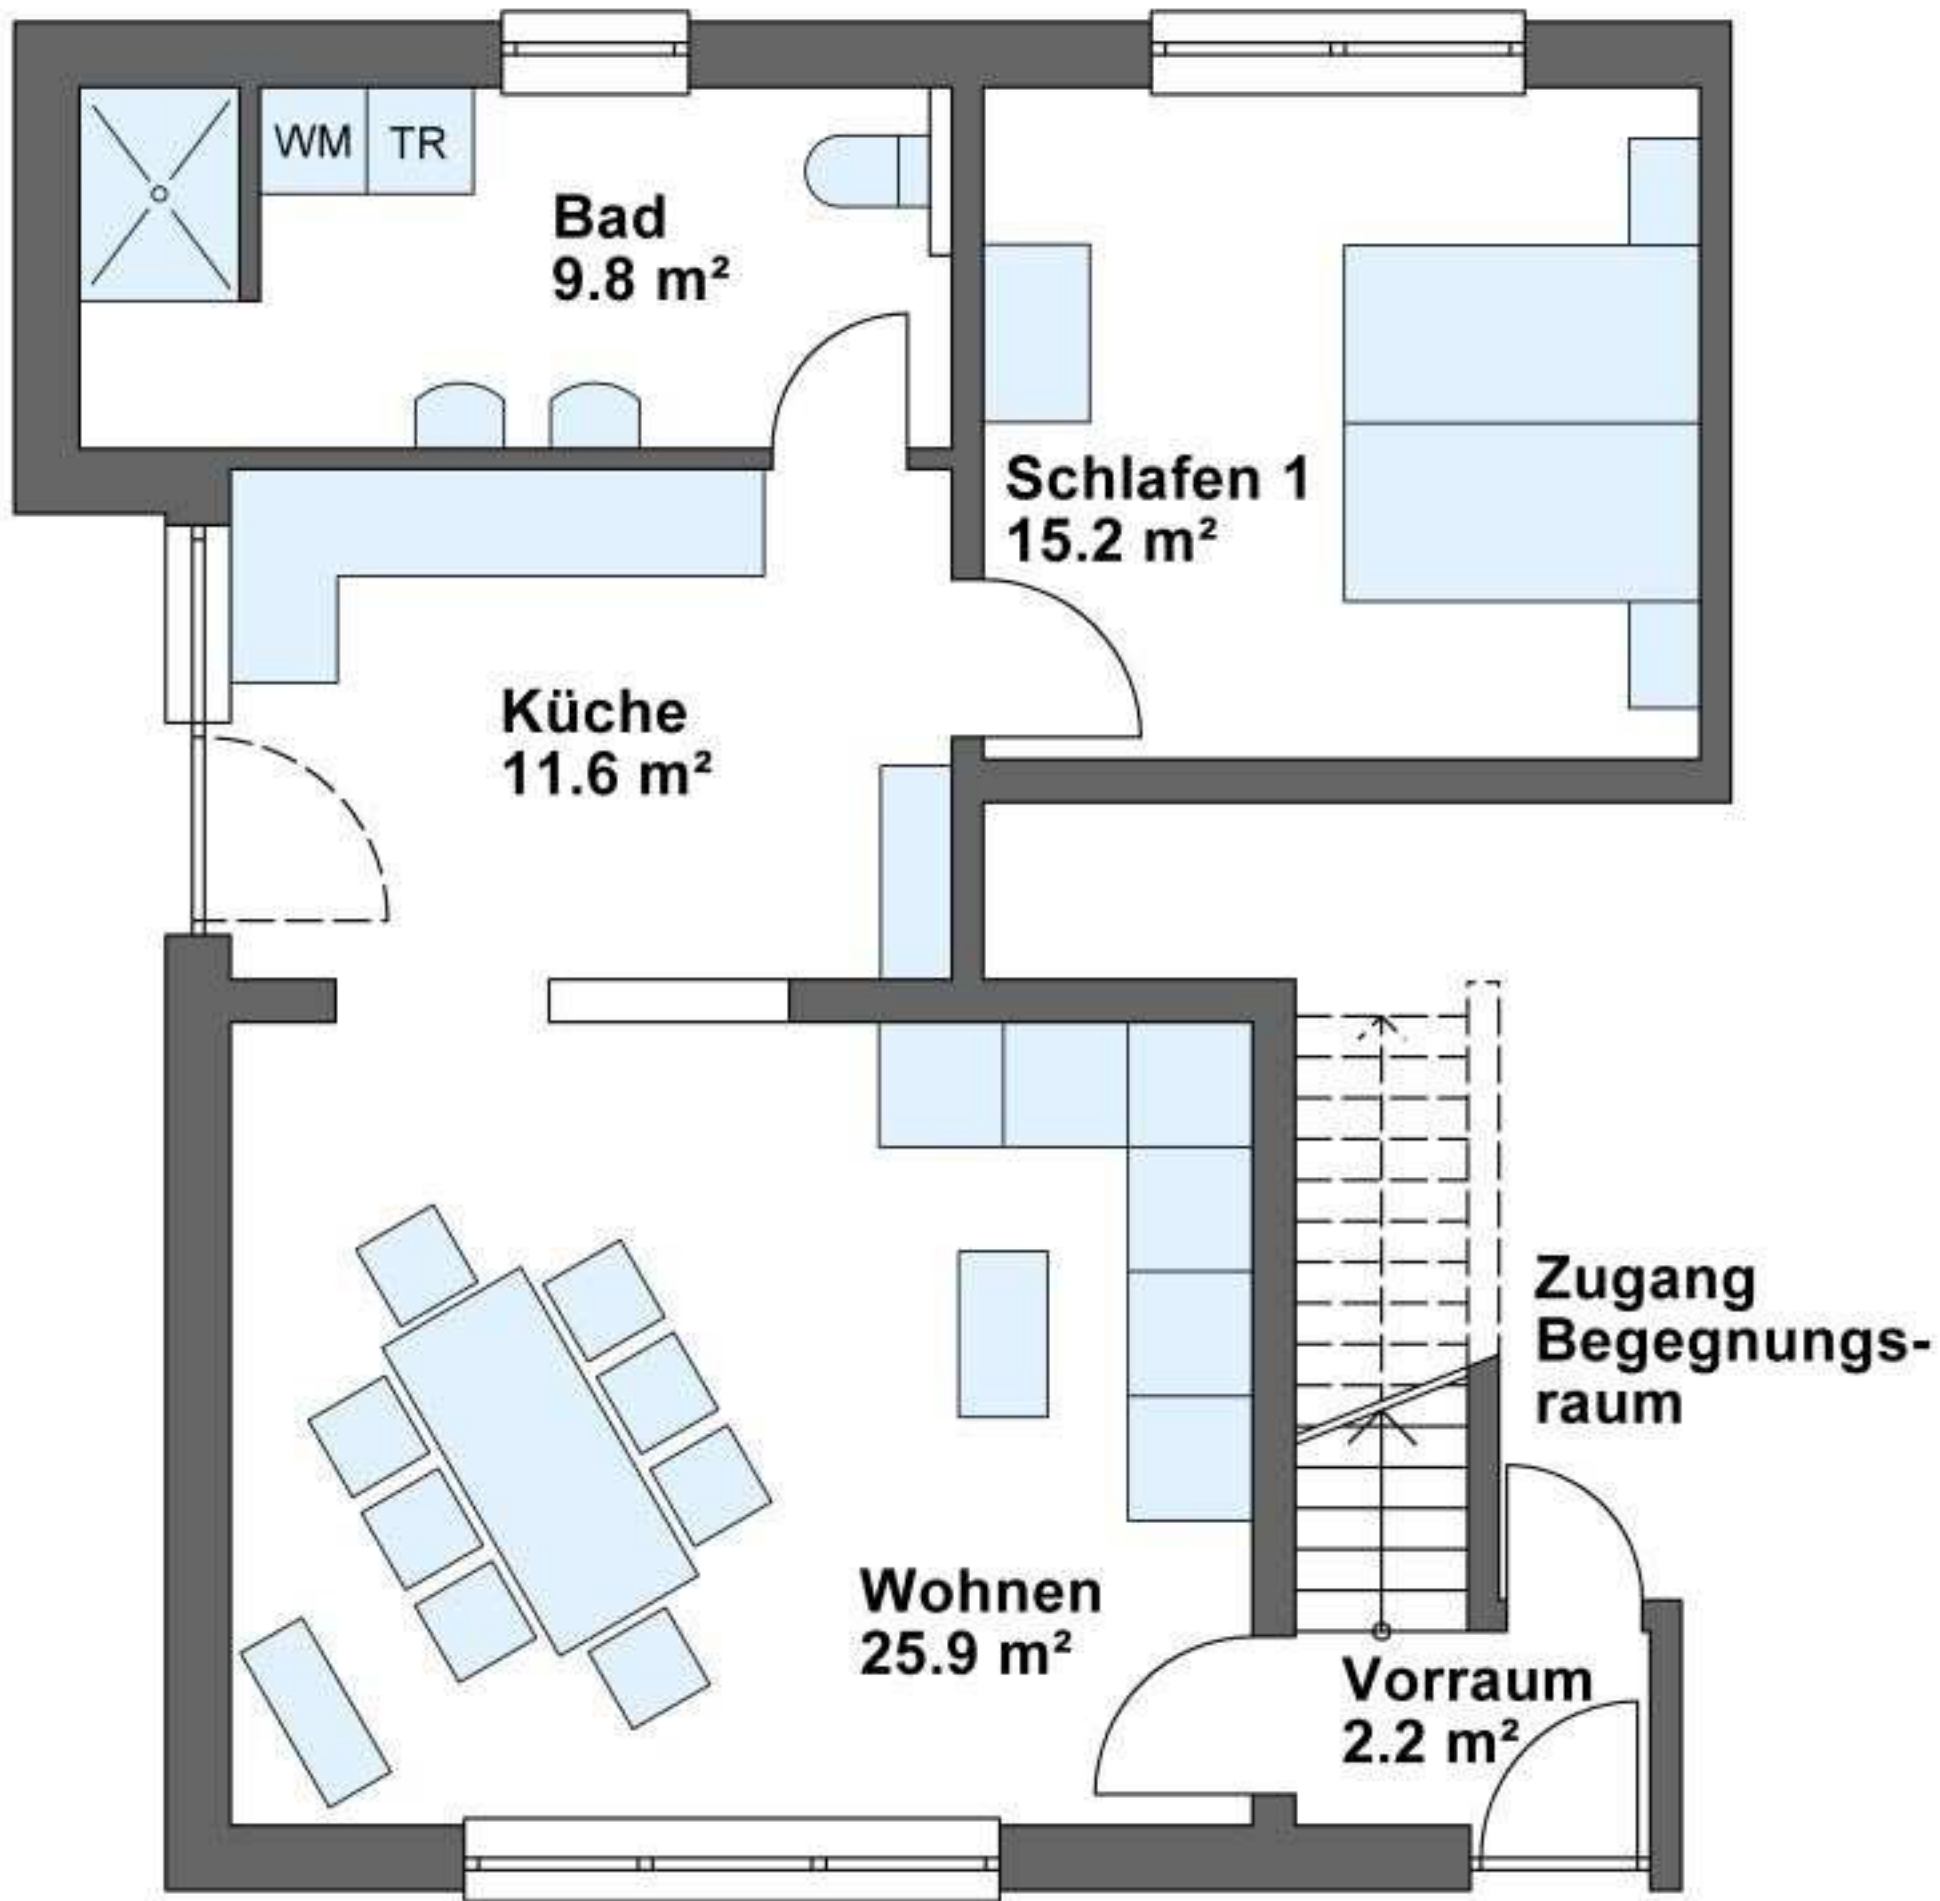 WM TR
Bad
9.8 m²
Schlafen 1
15.2 m²
Küche
11.6 m²
Zugang
Begegnungs-
raum
Wohnen
25.9 m²
Vorraum
2.2 m²